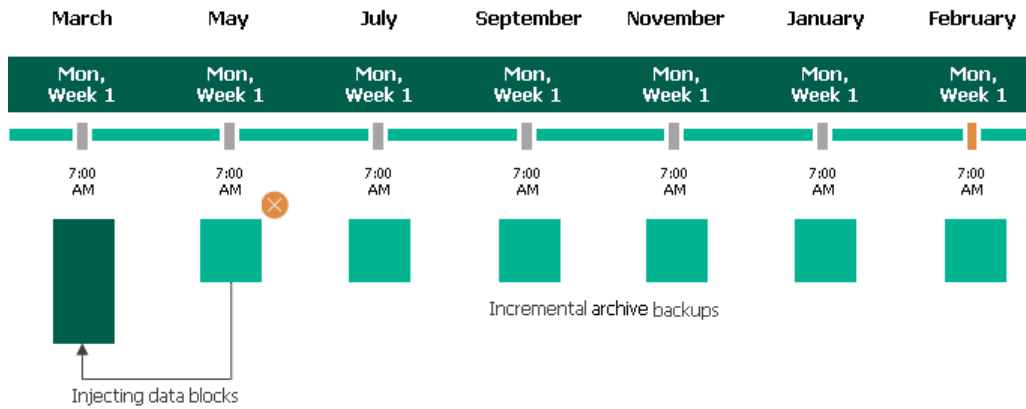 March May July September November January February
Mon, Mon, Mon, Mon, Mon, Mon, Mon,
Week 1 Week 1 Week 1 Week 1 Week 1 Week 1 Week 1
7:00 7:00 7:00 7:00 7:00 7:00 7:00
AM AM AM AM AM AM AM
Incremental archive backups
Injecting data blocks